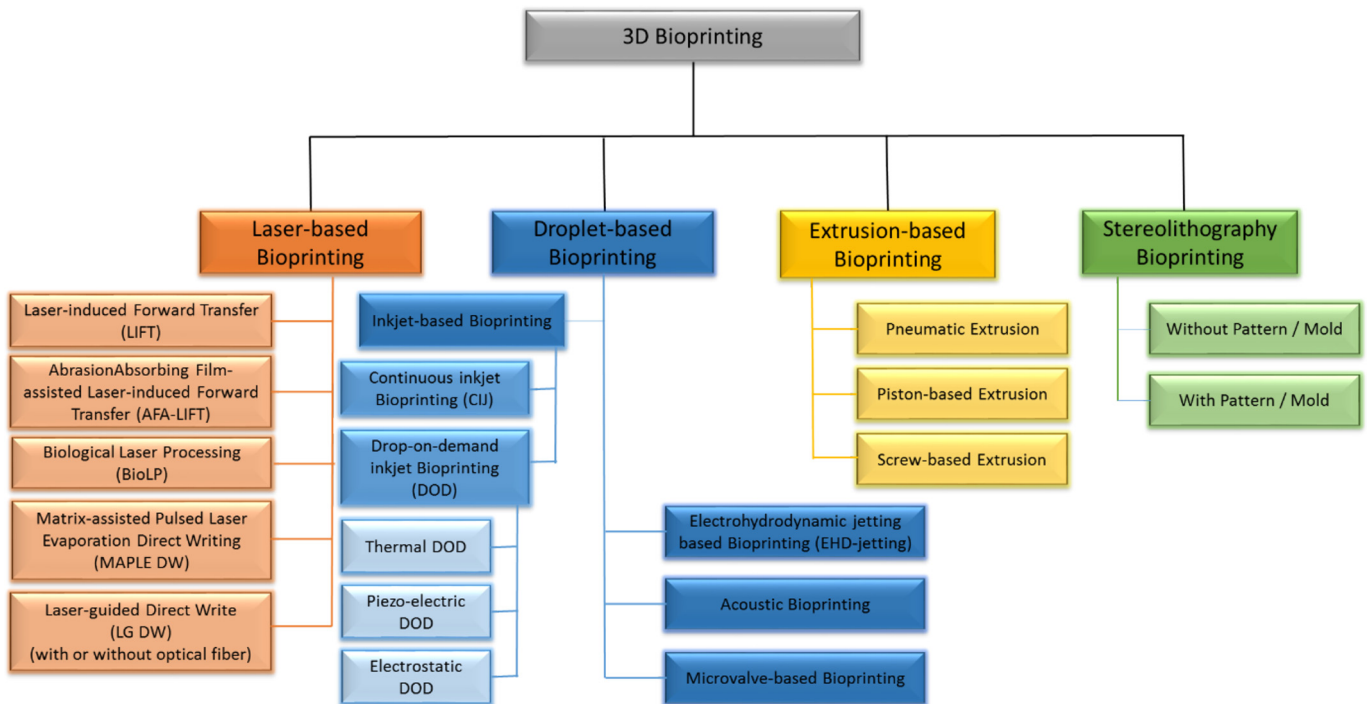 3D Bioprinting
Laser-based
Bioprinting
Laser-induced Forward Transfer
(LIFT)
AbrasionAbsorbing Film-
assisted Laser-induced Forward
Transfer (AFA-LIFT)
Biological Laser Processing
(BioLP)
Matrix-assisted Pulsed Laser
Evaporation Direct Writing
(MAPLE DW)
Laser-guided Direct Write
(LG DW)
(with or without optical fiber)
Droplet-based
Bioprinting
Inkjet-based Bioprinting
Continuous inkjet
Bioprinting (CIJ)
Drop-on-demand
inkjet Bioprinting
(DOD)
Thermal DOD
Piezo-electric
DOD
Electrostatic
DOD
Electrohydrodynamic jetting
based Bioprinting (EHD-jetting)
Acoustic Bioprinting
Microvalve-based Bioprinting
Extrusion-based
Bioprinting
Pneumatic Extrusion
Piston-based Extrusion
Screw-based Extrusion
Stereolithography
Bioprinting
Without Pattern / Mold
With Pattern / Mold